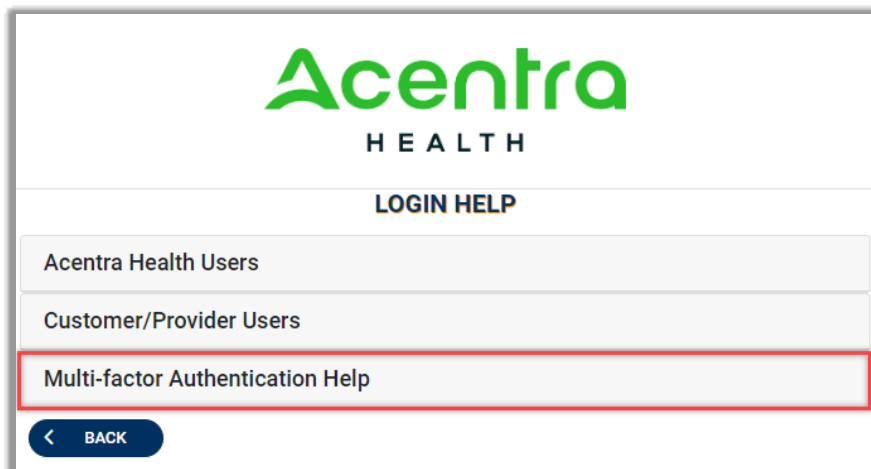 Acentra
HEALTH
LOGIN HELP
Acentra Health Users
Customer/Provider Users
Multi-factor Authentication Help
BACK